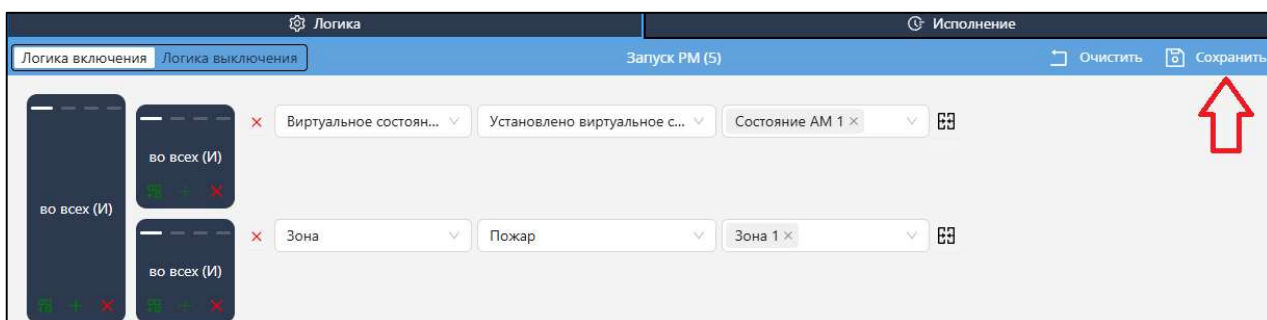 Логика Исполнение
Логика включения Логика выключения Запуск РМ (5) Очистить Сохранить
Виртуальное состоян... Установлено виртуальное с... Состояние АМ 1 ×
во всех (И)
во всех (И)
Зона Пожар Зона 1 ×
во всех (И)